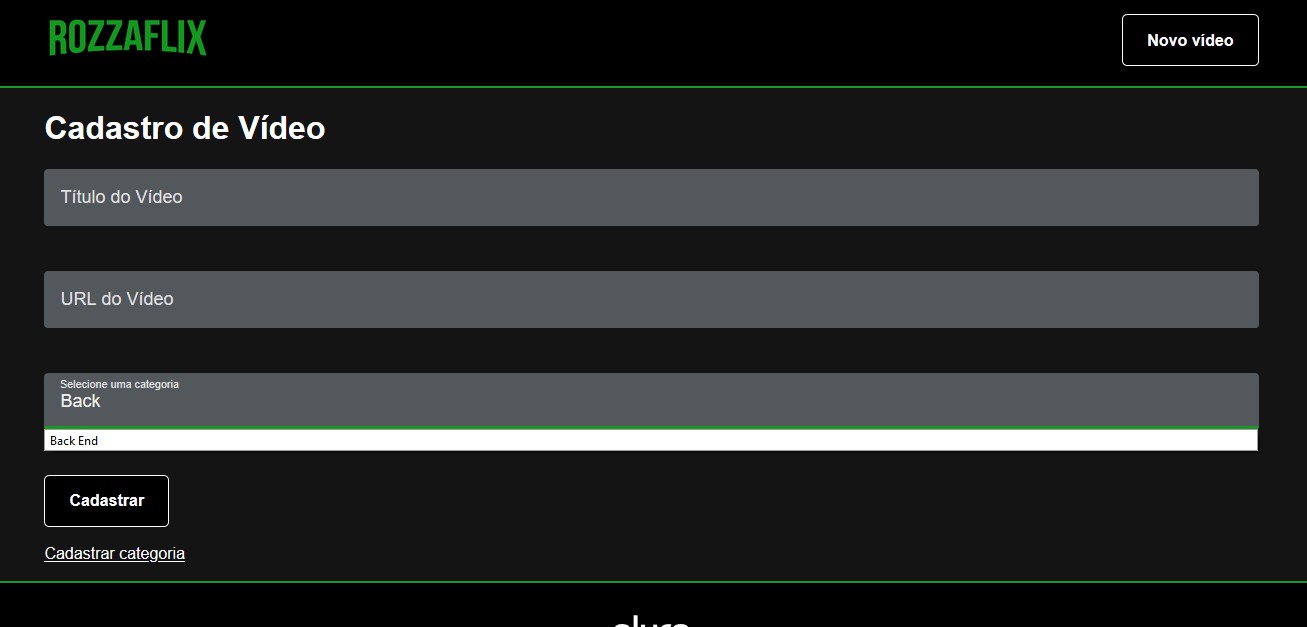 ROZZAFLIX
Novo vídeo
Cadastro de Vídeo
Título do Vídeo
URL do Vídeo
Selecione uma categoria
Back
Back End
Cadastrar
Cadastrar categoria